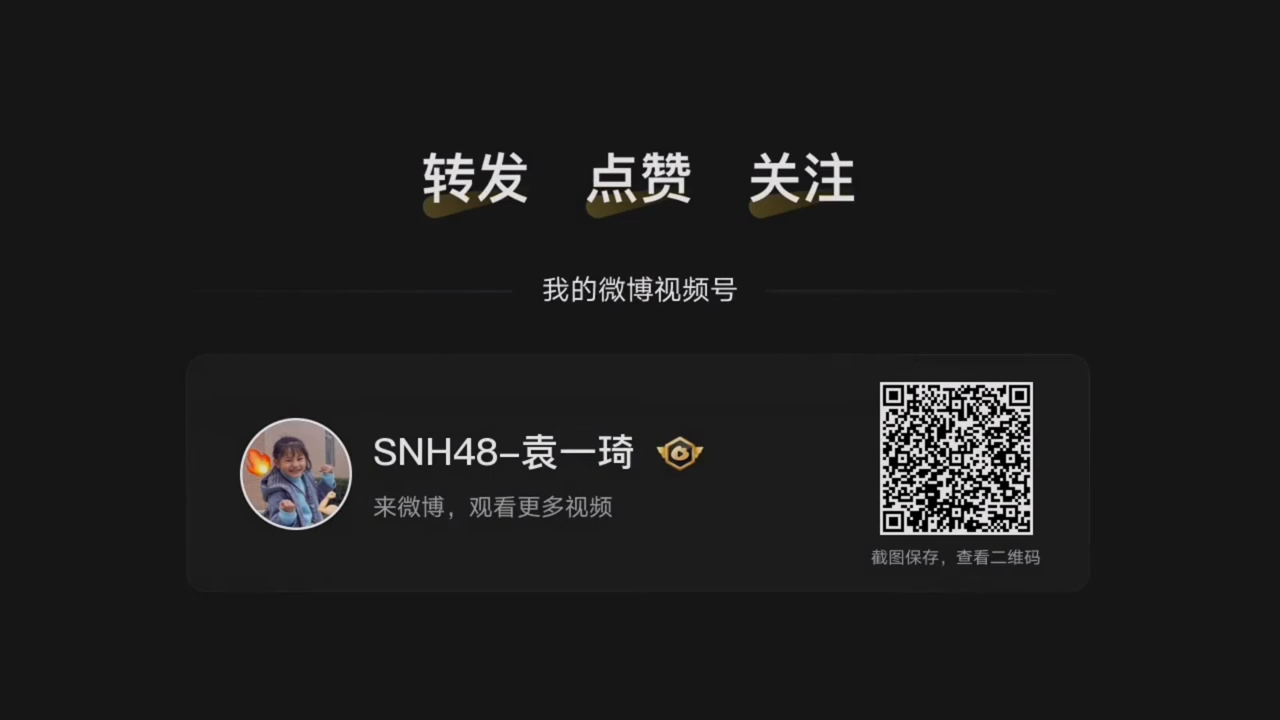 转发 点赞 关注
我的微博视频号
SNH48-袁一琦
来微博，观看更多视频
截图保存，查看二维码